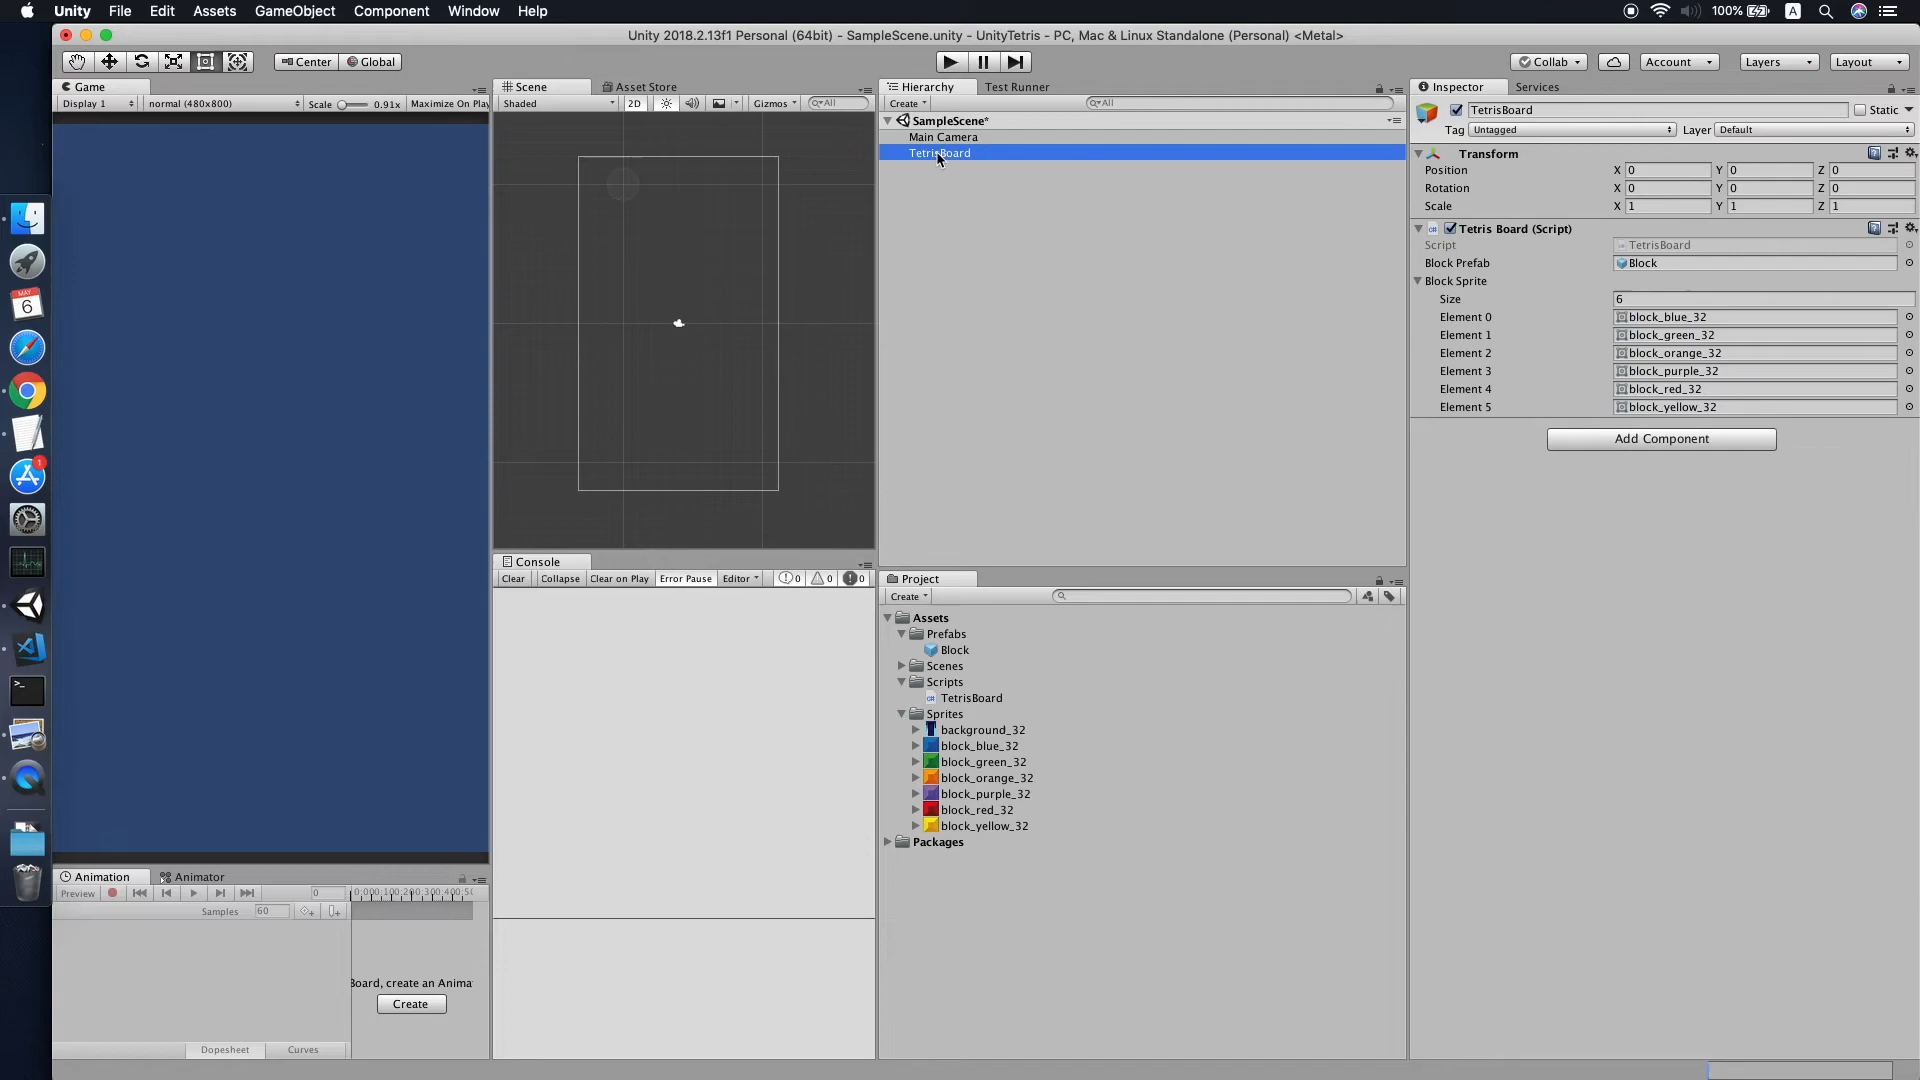 Unity File Edit Assets GameObject Component Window Help 100% A
Unity 2018.2.13f1 Personal (64bit) - SampleScene.unity - UnityTetris - PC, Mac & Linux Standalone (Personal) <Metal>
Center Global Collab Account Layers Layout
Game
Display 1 normal (480x800) Scale 0.91x Maximize On Play
Scene Asset Store
Shaded 2D Gizmos All
Hierarchy Test Runner
Create All
SampleScene*
Main Camera
TetrisBoard
Inspector Services
TetrisBoard Static
Tag Untagged Layer Default
Transform
Position X 0 Y 0 Z 0
Rotation X 0 Y 0 Z 0
Scale X 1 Y 1 Z 1
Tetris Board (Script)
Script TetrisBoard
Block Prefab Block
Block Sprite
Size 6
Element 0 block_blue_32
Element 1 block_green_32
Element 2 block_orange_32
Element 3 block_purple_32
Element 4 block_red_32
Element 5 block_yellow_32
Add Component
MAY
6
1
Console
Clear Collapse Clear on Play Error Pause Editor 0 0 0
Project
Create
Assets
Prefabs
Block
Scenes
Scripts
TetrisBoard
Sprites
background_32
block_blue_32
block_green_32
block_orange_32
block_purple_32
block_red_32
block_yellow_32
Packages
Animation Animator
Preview 0
Samples 60
Board, create an Anima
Create
Dopesheet Curves